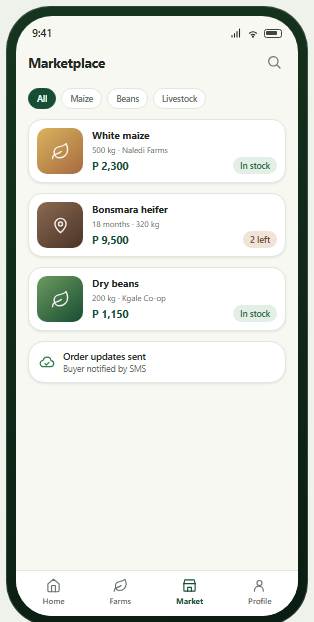 9:41
Marketplace
All Maize Beans Livestock
White maize
500 kg · Naledi Farms
P 2,300 In stock
Bonsmara heifer
18 months · 320 kg
P 9,500 2 left
Dry beans
200 kg · Kgale Co-op
P 1,150 In stock
Order updates sent
Buyer notified by SMS
Home Farms Market Profile